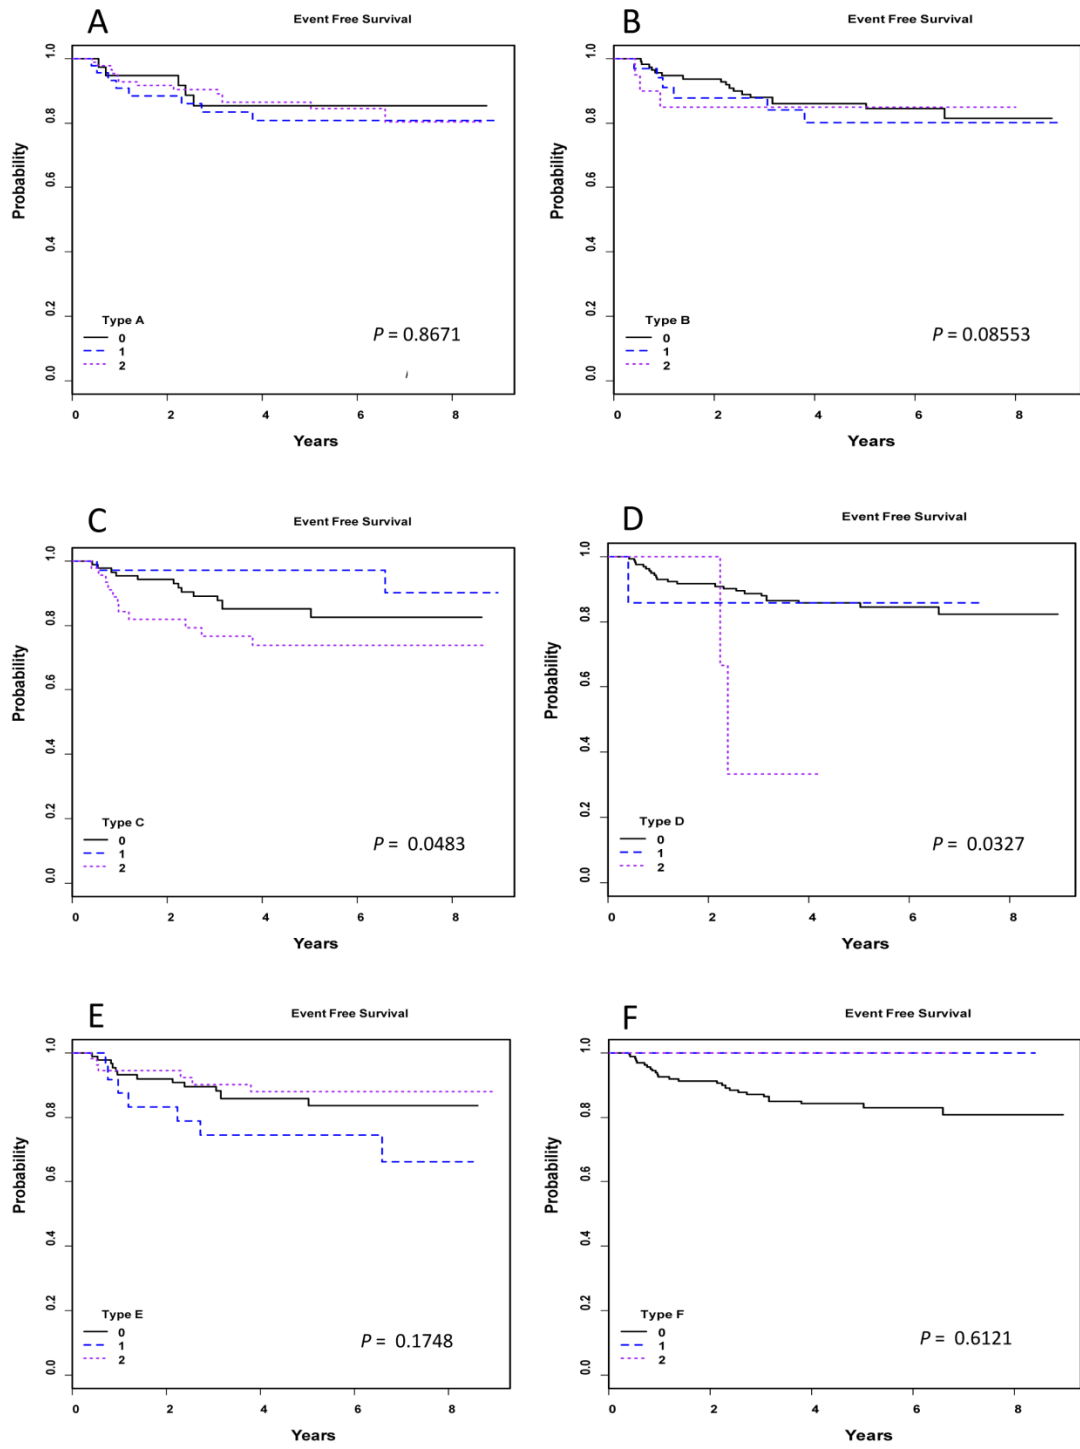 A
Event Free Survival
Probability
1.0
0.8
0.6
0.4
0.2
0.0
Type A
0
1
2
P = 0.8671
0 2 4 6 8
Years
B
Event Free Survival
Probability
1.0
0.8
0.6
0.4
0.2
0.0
Type B
0
1
2
P = 0.08553
0 2 4 6 8
Years
C
Event Free Survival
Probability
1.0
0.8
0.6
0.4
0.2
0.0
Type C
0
1
2
P = 0.0483
0 2 4 6 8
Years
D
Event Free Survival
Probability
1.0
0.8
0.6
0.4
0.2
0.0
Type D
0
1
2
P = 0.0327
0 2 4 6 8
Years
E
Event Free Survival
Probability
1.0
0.8
0.6
0.4
0.2
0.0
Type E
0
1
2
P = 0.1748
0 2 4 6 8
Years
F
Event Free Survival
Probability
1.0
0.8
0.6
0.4
0.2
0.0
Type F
0
1
2
P = 0.6121
0 2 4 6 8
Years